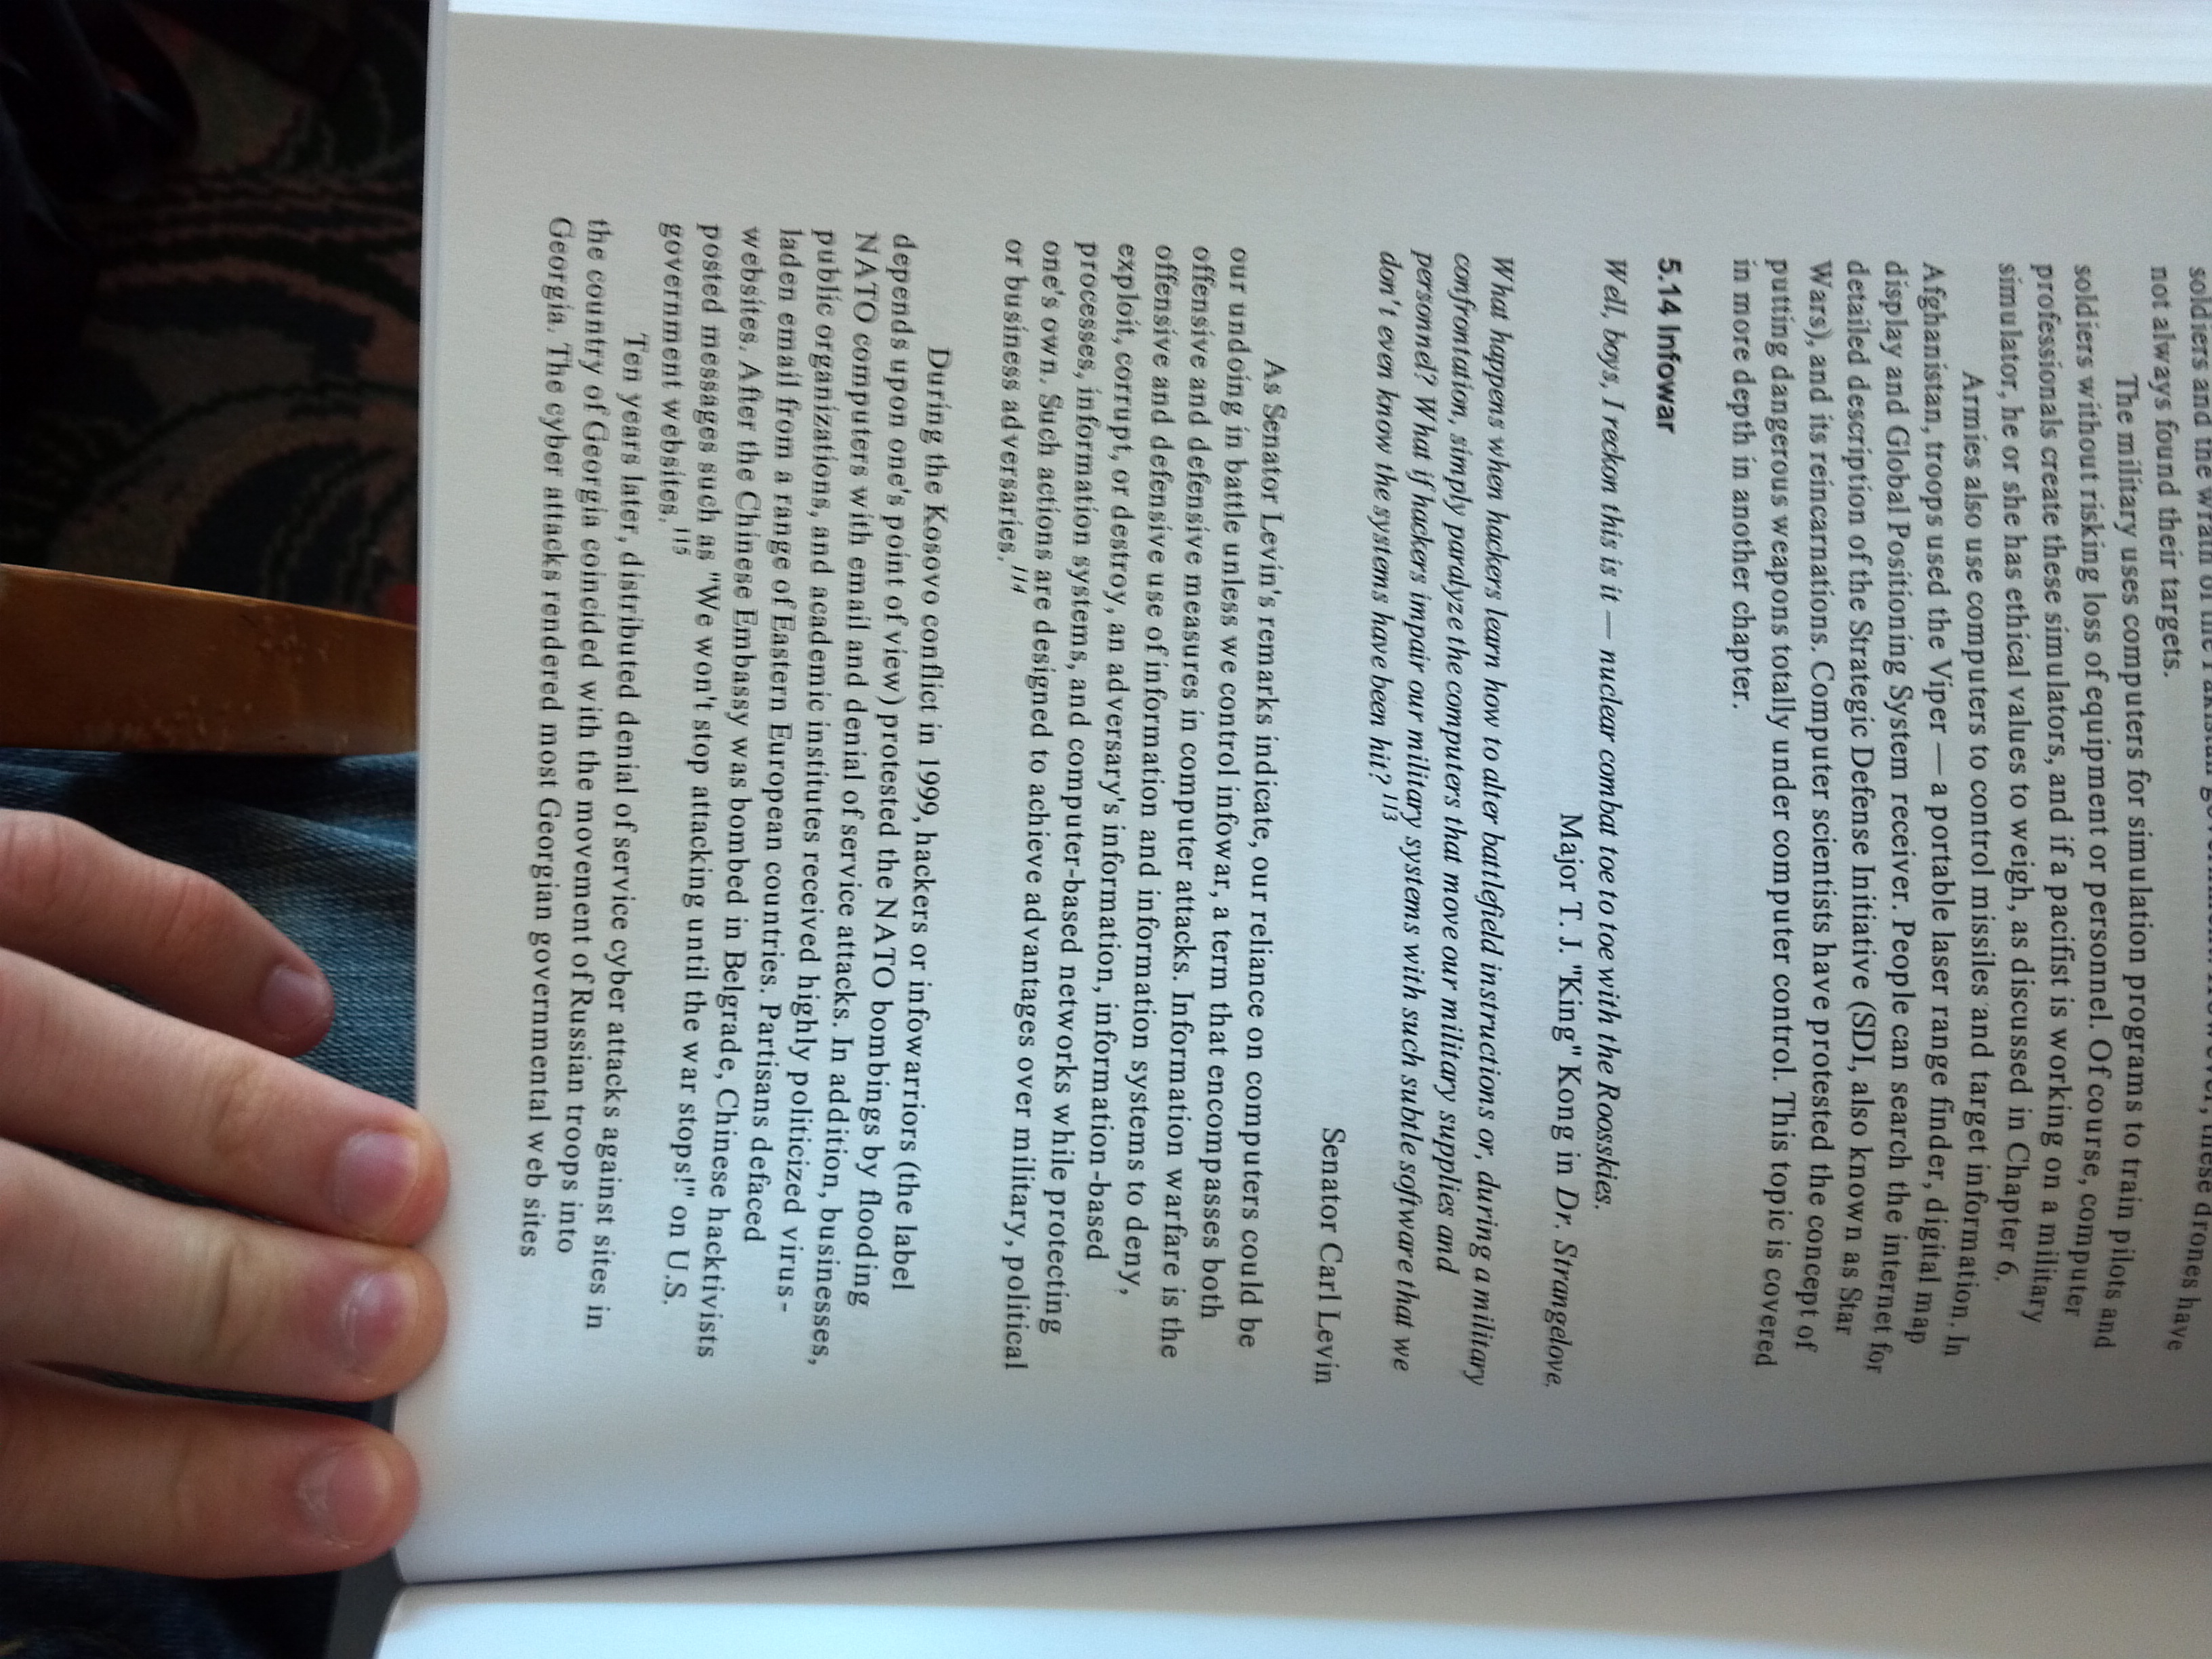 soldiers and the wrath of the
these drones have
not always found their targets.
The military uses computers for simulation programs to train pilots and
soldiers without risking loss of equipment or personnel. Of course, computer
professionals create these simulators, and if a pacifist is working on a military
simulator, he or she has ethical values to weigh, as discussed in Chapter 6.
Armies also use computers to control missiles and target information. In
Afghanistan, troops used the Viper — a portable laser range finder, digital map
display and Global Positioning System receiver. People can search the internet for
detailed description of the Strategic Defense Initiative (SDI, also known as Star
Wars), and its reincarnations. Computer scientists have protested the concept of
putting dangerous weapons totally under computer control. This topic is covered
in more depth in another chapter.
5.14 Infowar
Well, boys, I reckon this is it — nuclear combat toe to toe with the Roosskies.
Major T. J. "King" Kong in Dr. Strangelove.
What happens when hackers learn how to alter battlefield instructions or, during a military
confrontation, simply paralyze the computers that move our military supplies and
personnel? What if hackers impair our military systems with such subtle software that we
don't even know the systems have been hit?113
Senator Carl Levin
As Senator Levin's remarks indicate, our reliance on computers could be
our undoing in battle unless we control infowar, a term that encompasses both
offensive and defensive measures in computer attacks. Information warfare is the
offensive and defensive use of information and information systems to deny,
exploit, corrupt, or destroy, an adversary's information, information-based
processes, information systems, and computer-based networks while protecting
one's own. Such actions are designed to achieve advantages over military, political
or business adversaries.114
During the Kosovo conflict in 1999, hackers or infowarriors (the label
depends upon one's point of view) protested the NATO bombings by flooding
NATO computers with email and denial of service attacks. In addition, businesses,
public organizations, and academic institutes received highly politicized virus-
laden email from a range of Eastern European countries. Partisans defaced
websites. After the Chinese Embassy was bombed in Belgrade, Chinese hacktivists
posted messages such as "We won't stop attacking until the war stops!" on U.S.
government websites.115
Ten years later, distributed denial of service cyber attacks against sites in
the country of Georgia coincided with the movement of Russian troops into
Georgia. The cyber attacks rendered most Georgian governmental web sites